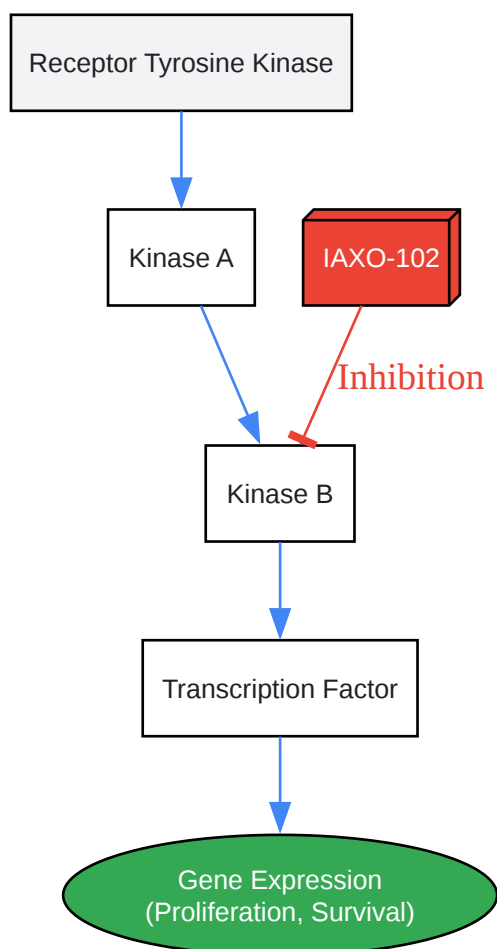 Receptor Tyrosine Kinase
Kinase A
IAXO-102
Inhibition
Kinase B
Transcription Factor
Gene Expression
(Proliferation, Survival)